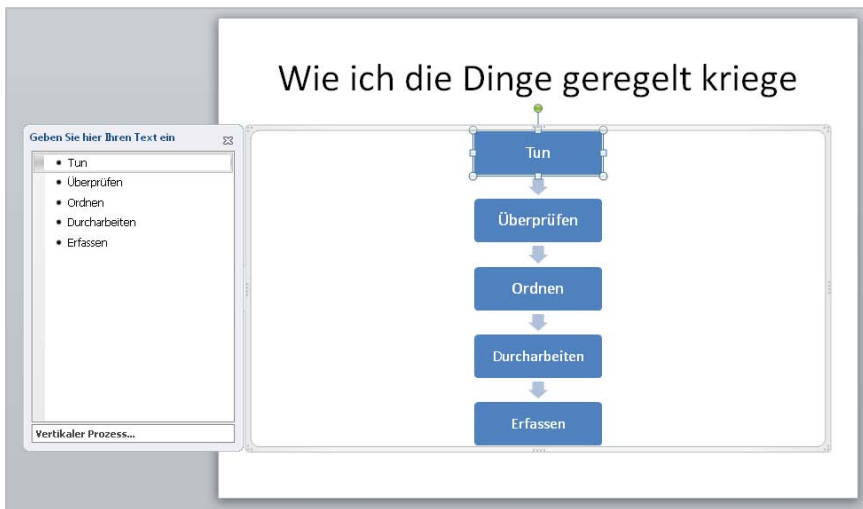 Wie ich die Dinge geregelt kriege
Geben Sie hier Ihren Text ein
• Tun
• Überprüfen
• Ordnen
• Durcharbeiten
• Erfassen
Vertikaler Prozess...
Tun
Überprüfen
Ordnen
Durcharbeiten
Erfassen